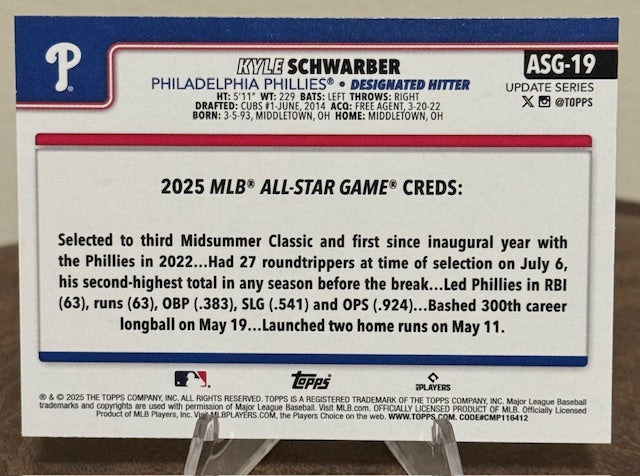 P
KYLE SCHWARBER
ASG-19
PHILADELPHIA PHILLIES® • DESIGNATED HITTER
UPDATE SERIES
HT: 5'11" WT: 229 BATS: LEFT THROWS: RIGHT
X @TOPPS
DRAFTED: CUBS #1-JUNE, 2014 ACQ: FREE AGENT, 3-20-22
BORN: 3-5-93, MIDDLETOWN, OH HOME: MIDDLETOWN, OH
2025 MLB® ALL-STAR GAME® CREDS:
Selected to third Midsummer Classic and first since inaugural year with
the Phillies in 2022...Had 27 roundtrippers at time of selection on July 6,
his second-highest total in any season before the break...Led Phillies in RBI
(63), runs (63), OBP (.383), SLG (.541) and OPS (.924)...Bashed 300th career
longball on May 19...Launched two home runs on May 11.
Topps
PLAYERS
® & © 2025 THE TOPPS COMPANY, INC. ALL RIGHTS RESERVED. TOPPS IS A REGISTERED TRADEMARK OF THE TOPPS COMPANY, INC. Major League Baseball
trademarks and copyrights are used with permission of Major League Baseball. Visit MLB.com. OFFICIALLY LICENSED PRODUCT OF MLB. Officially Licensed
Product of MLB Players, Inc. Visit MLBPLAYERS.COM, the Players Choice on the web. WWW.TOPPS.COM. CODE#CMP116412